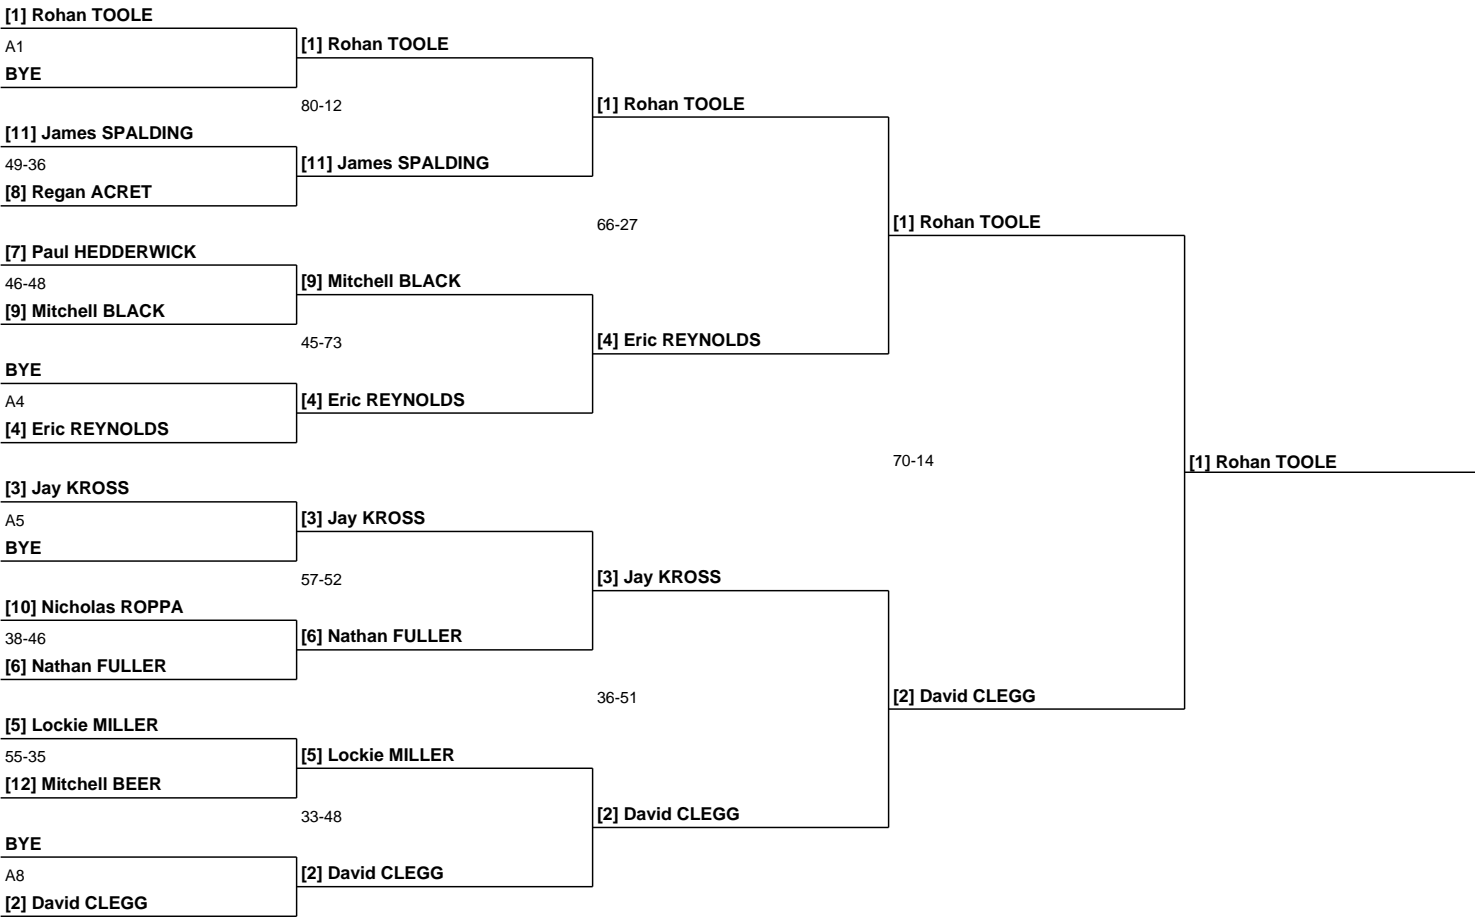 [1] Rohan TOOLE
A1
BYE
[11] James SPALDING
49-36
[8] Regan ACRET
[7] Paul HEDDERWICK
46-48
[9] Mitchell BLACK
BYE
A4
[4] Eric REYNOLDS
[3] Jay KROSS
A5
BYE
[10] Nicholas ROPPA
38-46
[6] Nathan FULLER
[5] Lockie MILLER
55-35
[12] Mitchell BEER
BYE
A8
[2] David CLEGG
[1] Rohan TOOLE
80-12
[11] James SPALDING
[9] Mitchell BLACK
45-73
[4] Eric REYNOLDS
[3] Jay KROSS
57-52
[6] Nathan FULLER
[5] Lockie MILLER
33-48
[2] David CLEGG
[1] Rohan TOOLE
66-27
[4] Eric REYNOLDS
[3] Jay KROSS
36-51
[2] David CLEGG
[1] Rohan TOOLE
70-14
[2] David CLEGG
[1] Rohan TOOLE